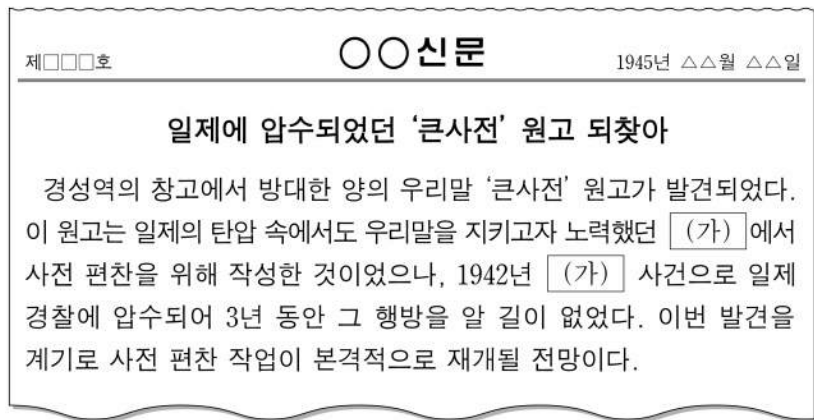 제□□□호
○○신문
1945년 △△월 △△일
일제에 압수되었던 ‘큰사전’ 원고 되찾아
경성역의 창고에서 방대한 양의 우리말 ‘큰사전’ 원고가 발견되었다.
이 원고는 일제의 탄압 속에서도 우리말을 지키고자 노력했던 (가) 에서
사전 편찬을 위해 작성한 것이었으나, 1942년 (가) 사건으로 일제
경찰에 압수되어 3년 동안 그 행방을 알 길이 없었다. 이번 발견을
계기로 사전 편찬 작업이 본격적으로 재개될 전망이다.